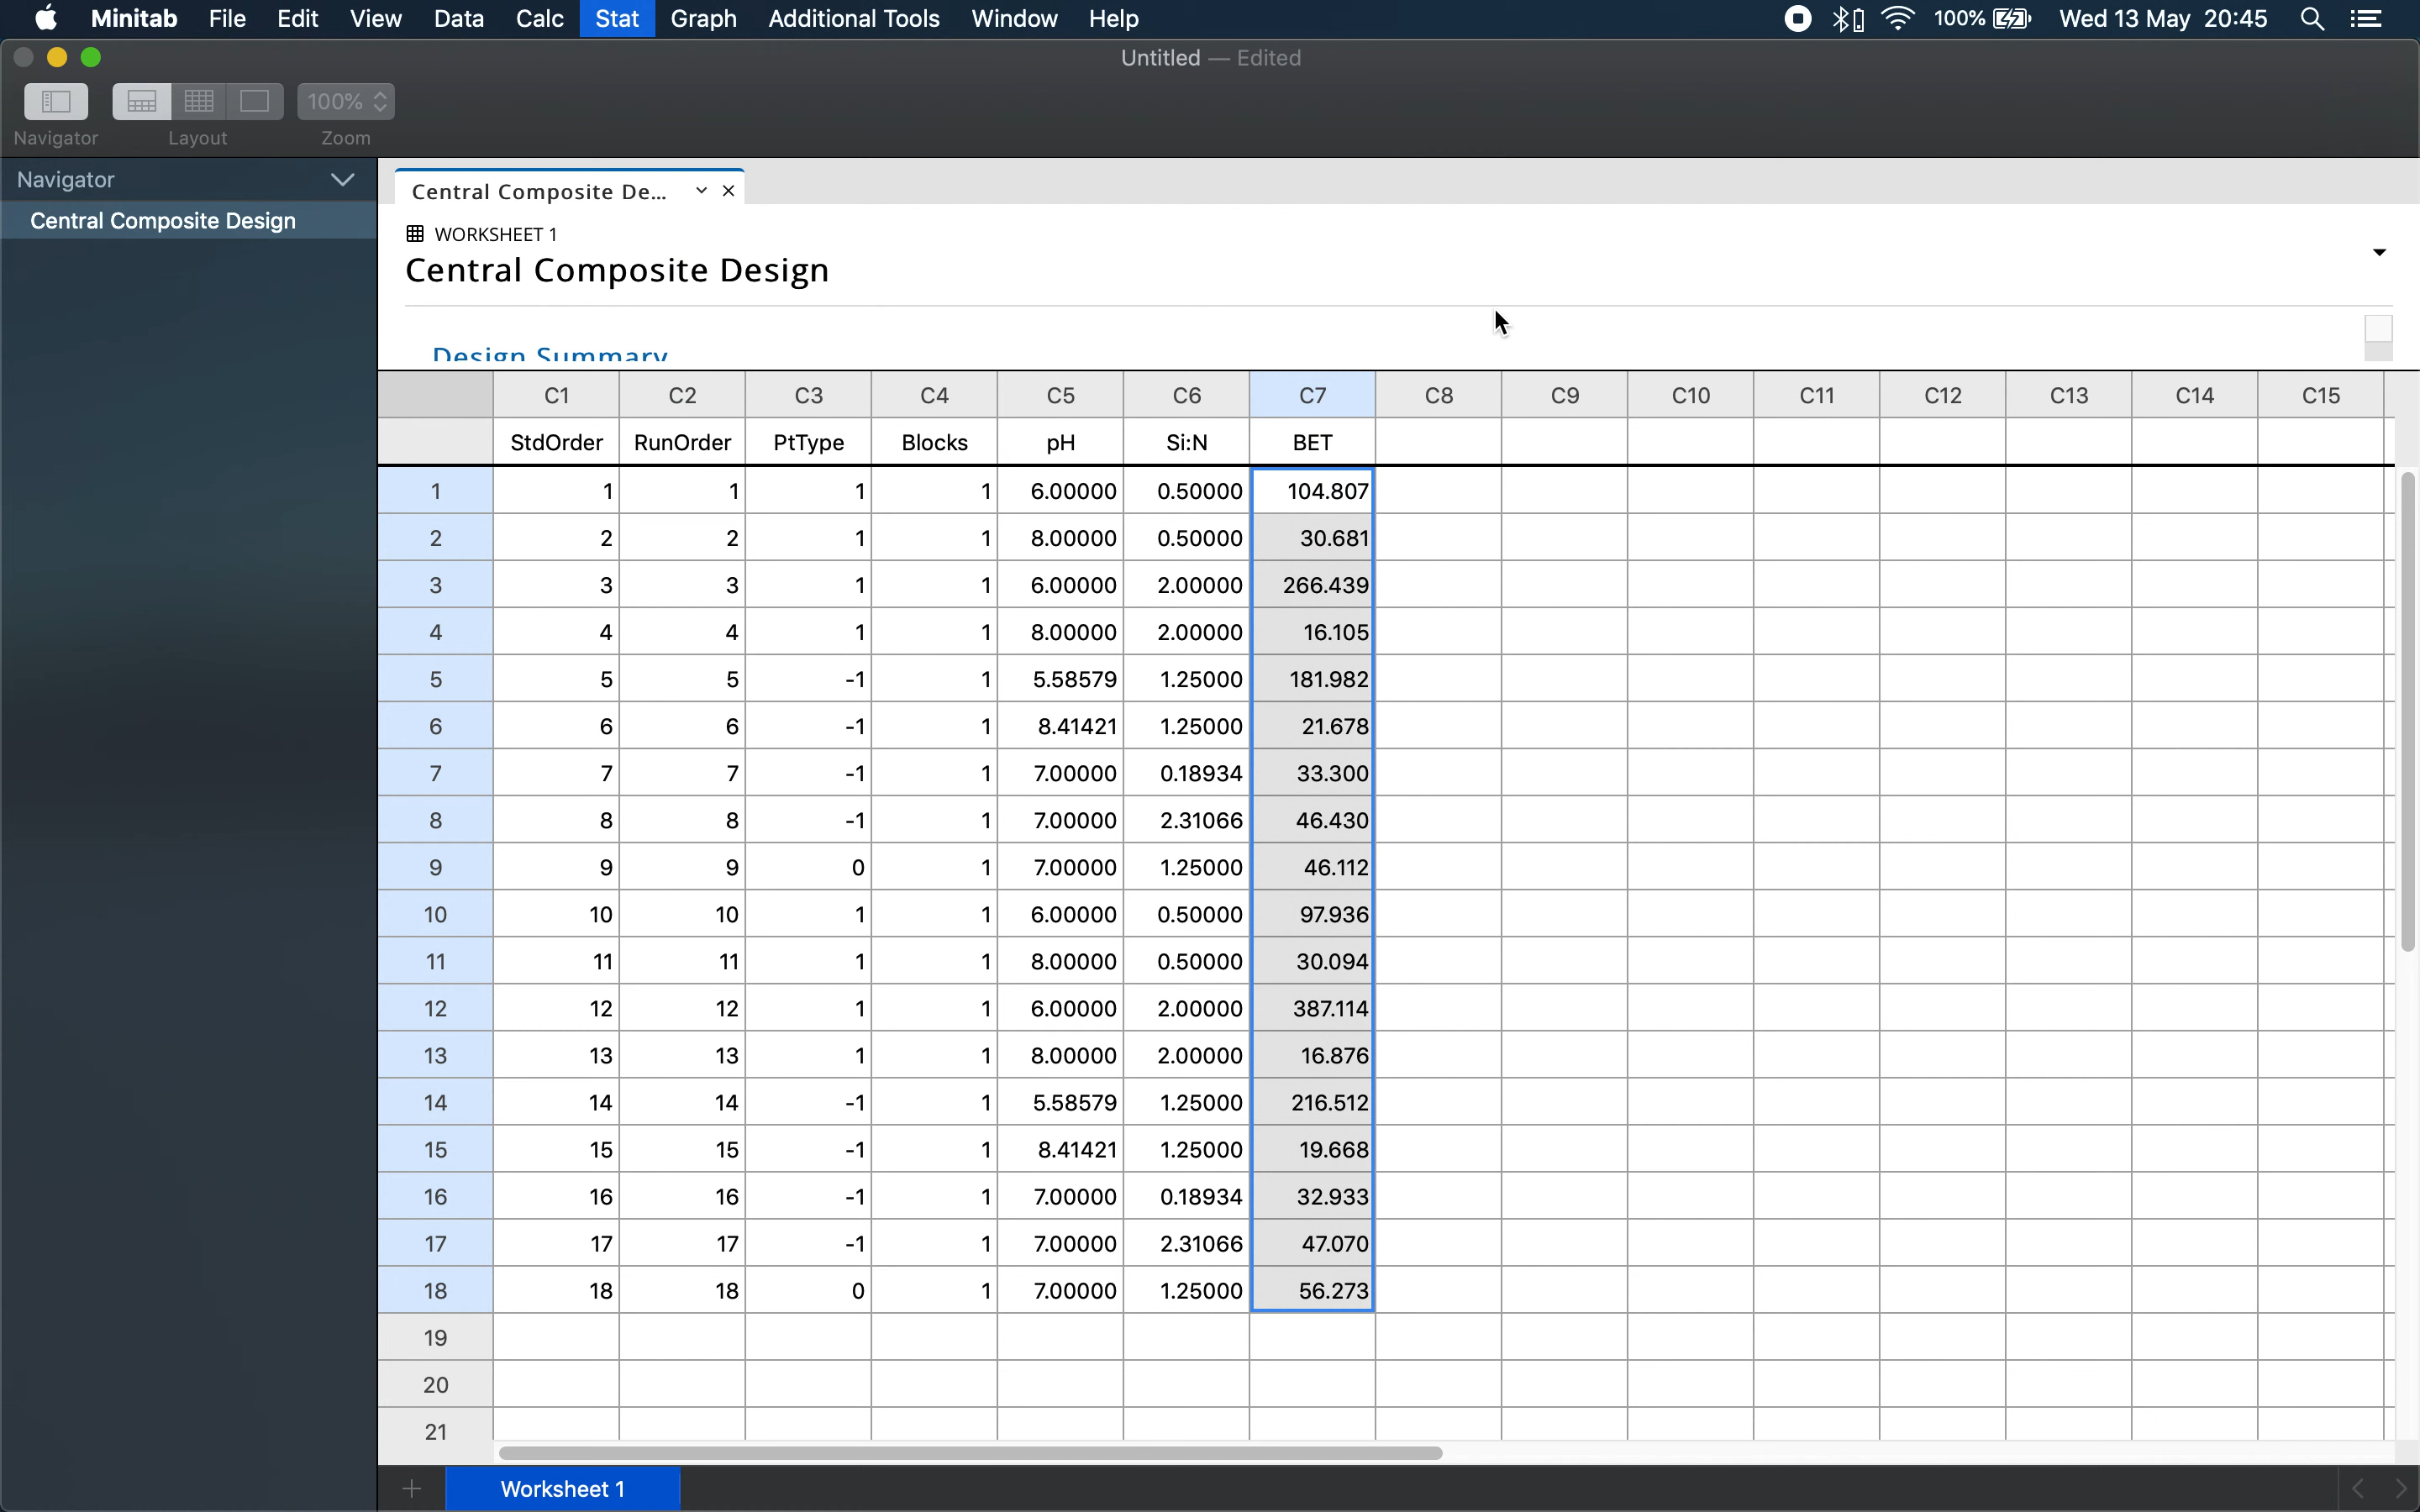 Minitab File Edit View Data Calc Stat Graph Additional Tools Window Help 100% Wed 13 May 20:45
Untitled — Edited
100%
Navigator Layout Zoom
Navigator
Central Composite De...
Central Composite Design
WORKSHEET 1
Central Composite Design
Design Summary
C1 C2 C3 C4 C5 C6 C7 C8 C9 C10 C11 C12 C13 C14 C15
StdOrder RunOrder PtType Blocks pH Si:N BET
1 1 1 1 1 6.00000 0.50000 104.807
2 2 2 1 1 8.00000 0.50000 30.681
3 3 3 1 1 6.00000 2.00000 266.439
4 4 4 1 1 8.00000 2.00000 16.105
5 5 5 -1 1 5.58579 1.25000 181.982
6 6 6 -1 1 8.41421 1.25000 21.678
7 7 7 -1 1 7.00000 0.18934 33.300
8 8 8 -1 1 7.00000 2.31066 46.430
9 9 9 0 1 7.00000 1.25000 46.112
10 10 10 1 1 6.00000 0.50000 97.936
11 11 11 1 1 8.00000 0.50000 30.094
12 12 12 1 1 6.00000 2.00000 387.114
13 13 13 1 1 8.00000 2.00000 16.876
14 14 14 -1 1 5.58579 1.25000 216.512
15 15 15 -1 1 8.41421 1.25000 19.668
16 16 16 -1 1 7.00000 0.18934 32.933
17 17 17 -1 1 7.00000 2.31066 47.070
18 18 18 0 1 7.00000 1.25000 56.273
19
20
21
Worksheet 1